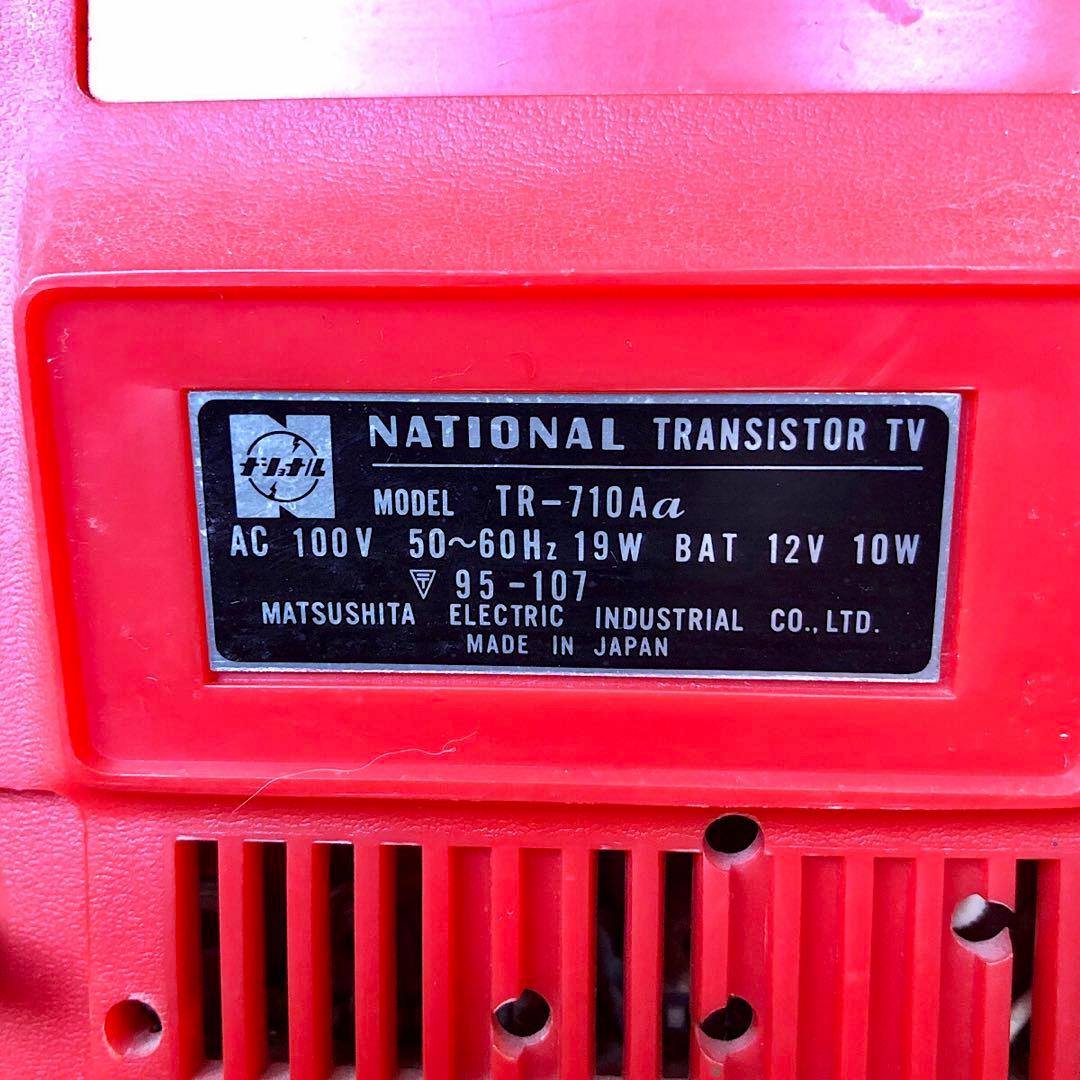 ナショナル
NATIONAL TRANSISTOR TV
MODEL TR-710Aa
AC 100V 50~60Hz 19W BAT 12V 10W
〒 95-107
MATSUSHITA ELECTRIC INDUSTRIAL CO.,LTD.
MADE IN JAPAN